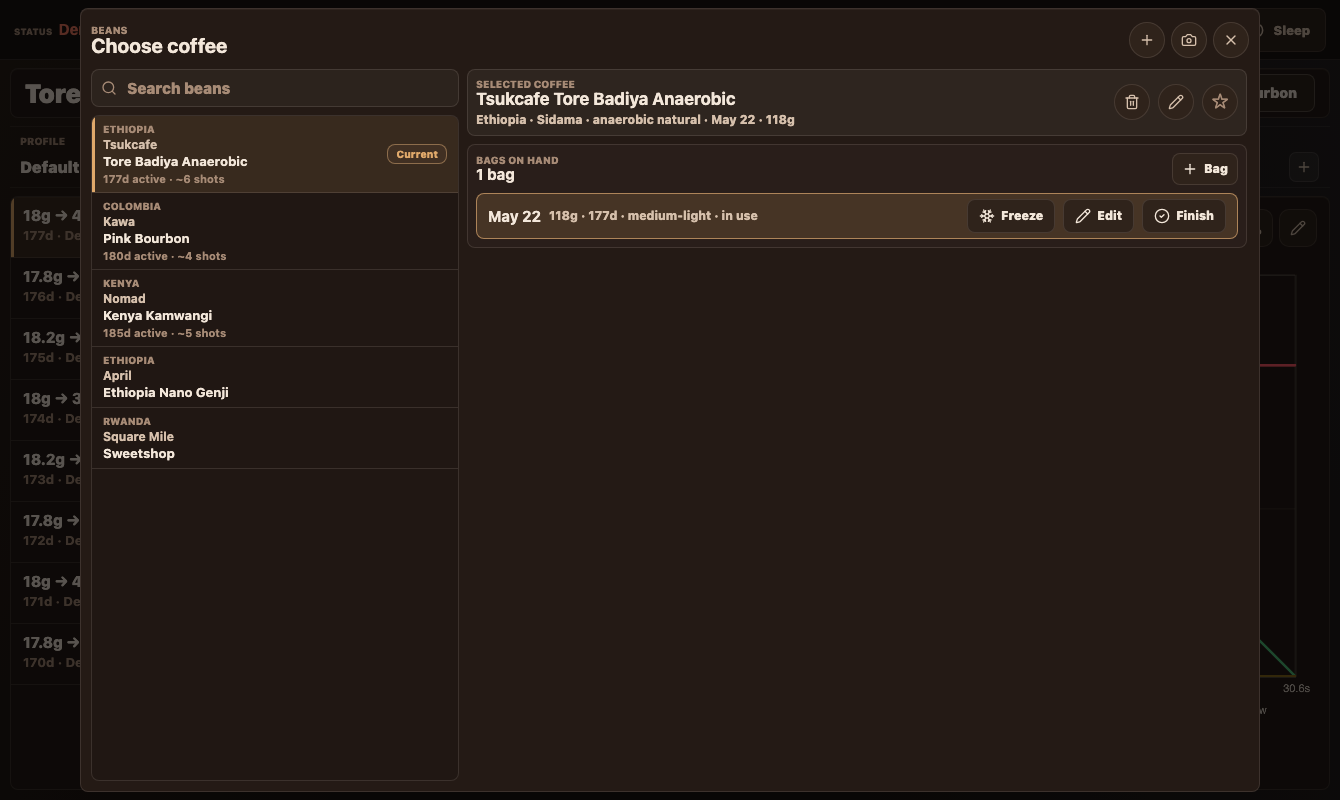 STATUS De
Sleep
Tore
rbon
PROFILE
Default
18g → 4
177d · De
17.8g →
176d · De
18.2g →
175d · De
18g → 3
174d · De
18.2g →
173d · De
17.8g →
172d · De
18g → 4
171d · De
17.8g →
170d · De
BEANS
Choose coffee
Search beans
ETHIOPIA
Tsukcafe
Tore Badiya Anaerobic
177d active · ~6 shots
Current
COLOMBIA
Kawa
Pink Bourbon
180d active · ~4 shots
KENYA
Nomad
Kenya Kamwangi
185d active · ~5 shots
ETHIOPIA
April
Ethiopia Nano Genji
RWANDA
Square Mile
Sweetshop
SELECTED COFFEE
Tsukcafe Tore Badiya Anaerobic
Ethiopia · Sidama · anaerobic natural · May 22 · 118g
BAGS ON HAND
1 bag
Bag
May 22 118g · 177d · medium-light · in use
Freeze
Edit
Finish
30.6s
w